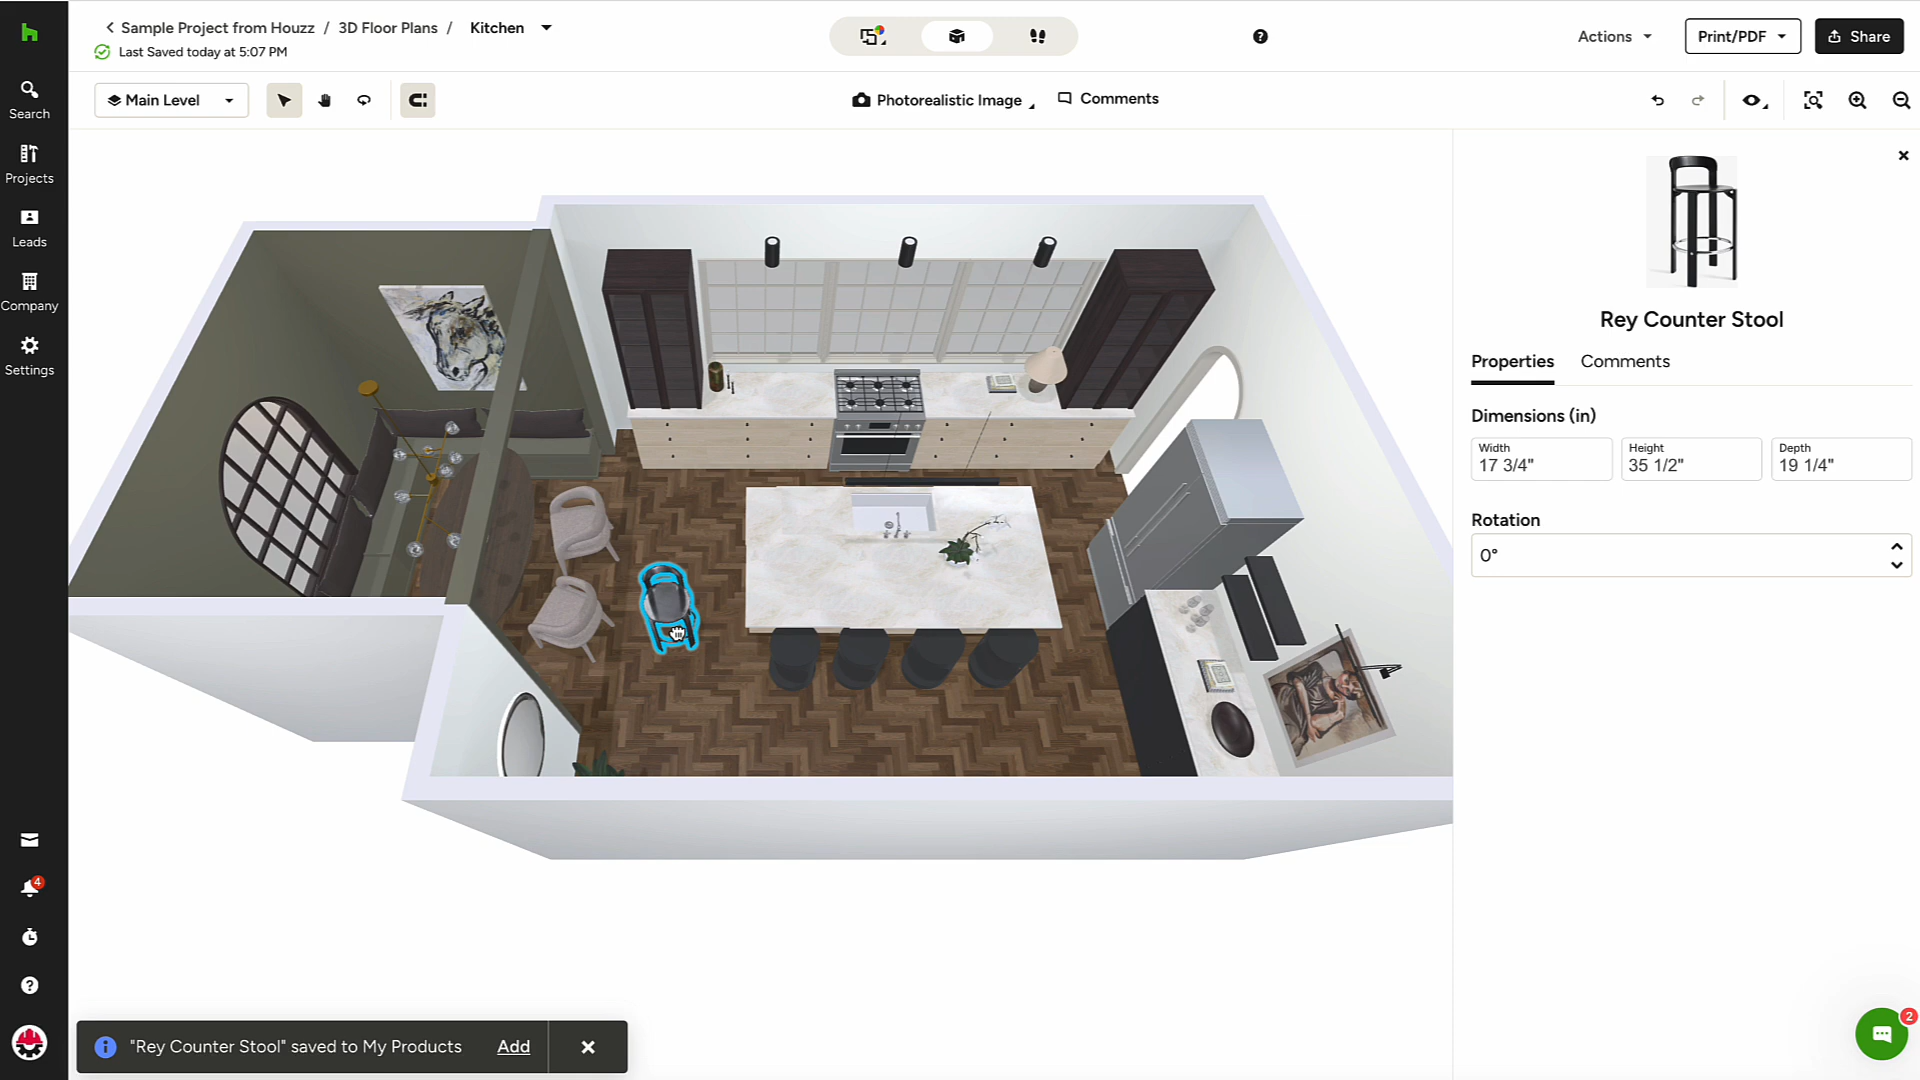 Sample Project from Houzz / 3D Floor Plans / Kitchen
Last Saved today at 5:07 PM
Actions
Print/PDF
Share
Main Level
Photorealistic Image
Comments
Search
Projects
Leads
Company
Settings
4
Rey Counter Stool
Properties
Comments
Dimensions (in)
Width
17 3/4"
Height
35 1/2"
Depth
19 1/4"
Rotation
0°
"Rey Counter Stool" saved to My Products
Add
2